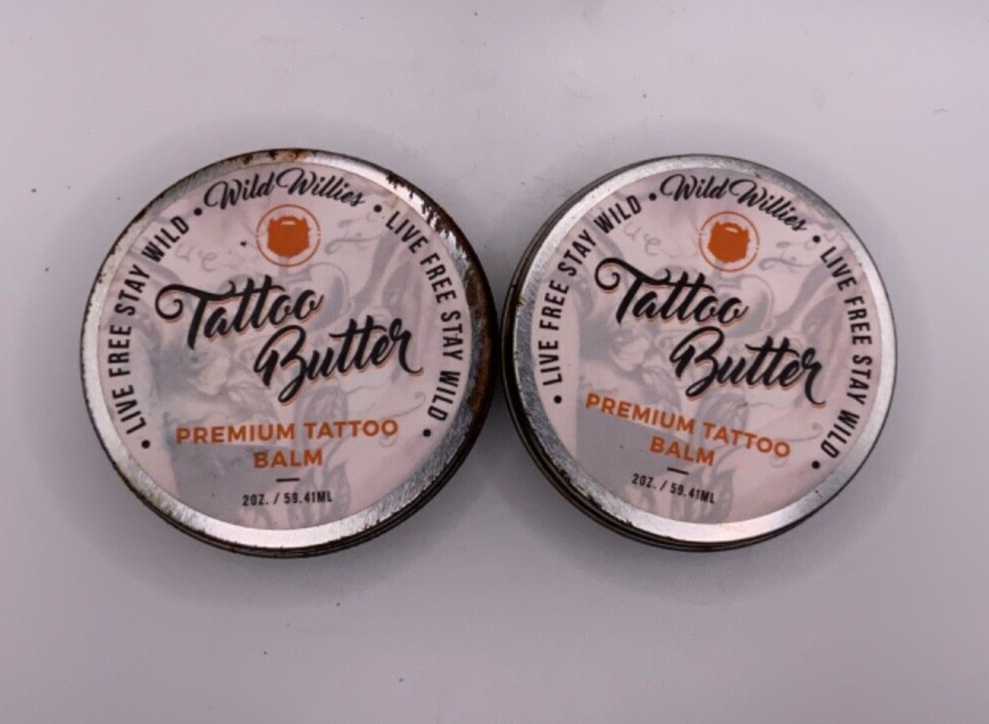 Wild Willies
• LIVE FREE STAY WILD •
• LIVE FREE STAY WILD •
Tattoo
Butter
PREMIUM TATTOO
BALM
2OZ. / 59.41ML
Wild Willies
• LIVE FREE STAY WILD •
• LIVE FREE STAY WILD •
Tattoo
Butter
PREMIUM TATTOO
BALM
2OZ. / 59.41ML